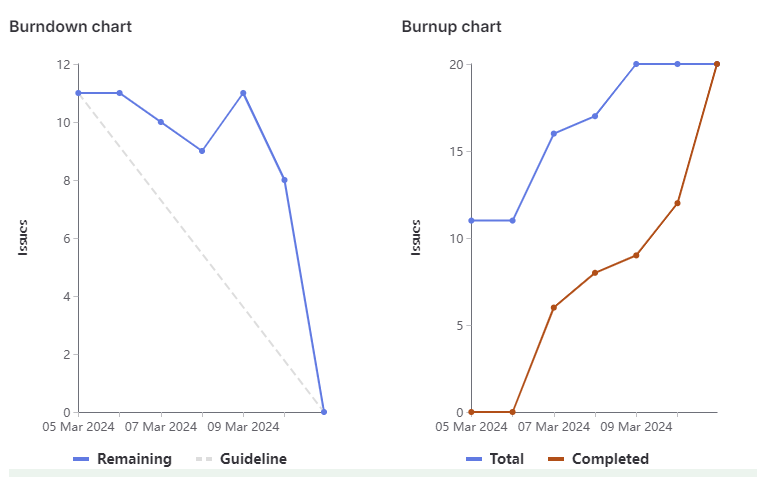 Burndown chart
12
10
8
6
4
2
0
Issues
05 Mar 2024 07 Mar 2024 09 Mar 2024
Remaining Guideline
Burnup chart
20
15
10
5
0
Issues
05 Mar 2024 07 Mar 2024 09 Mar 2024
Total Completed